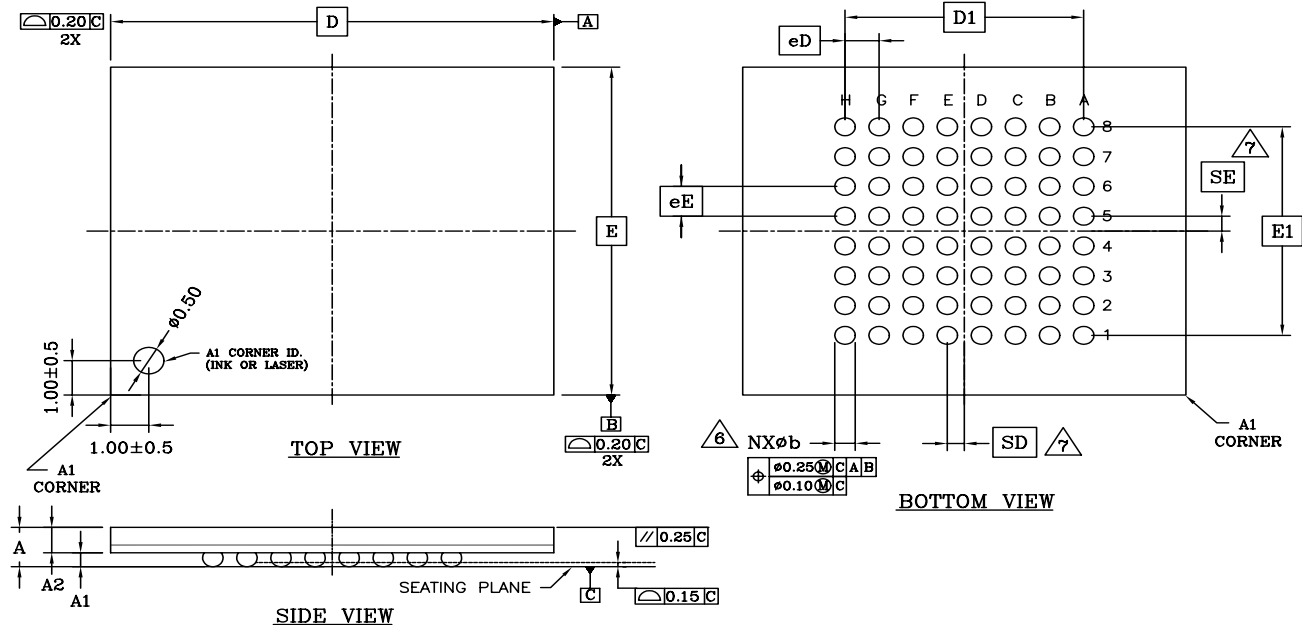 ⌓ 0.20 C
2X
D
A
E
ø0.50
A1 CORNER ID.
(INK OR LASER)
1.00±0.5
1.00±0.5
A1
CORNER
TOP VIEW
B
⌓ 0.20 C
2X
D1
eD
H G F E D C B A
8
7
6
5
4
3
2
1
eE
7
SE
E1
6 NXøb
⌖ ø0.25 Ⓜ C A B
ø0.10 Ⓜ C
SD 7
A1
CORNER
BOTTOM VIEW
A
A2
A1
// 0.25 C
SEATING PLANE
C
⌓ 0.15 C
SIDE VIEW